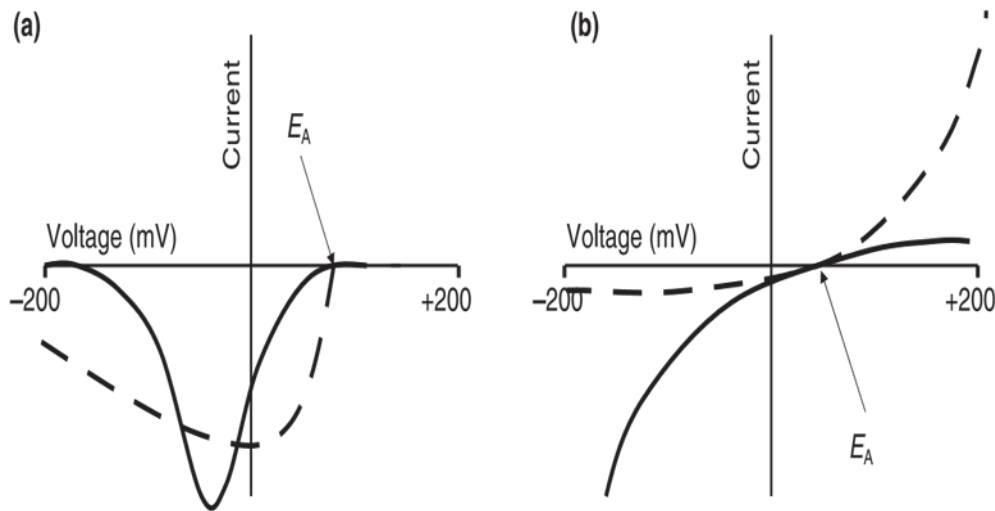 (a)
Current
E_A
Voltage (mV)
–200
+200
(b)
Current
Voltage (mV)
–200
+200
E_A